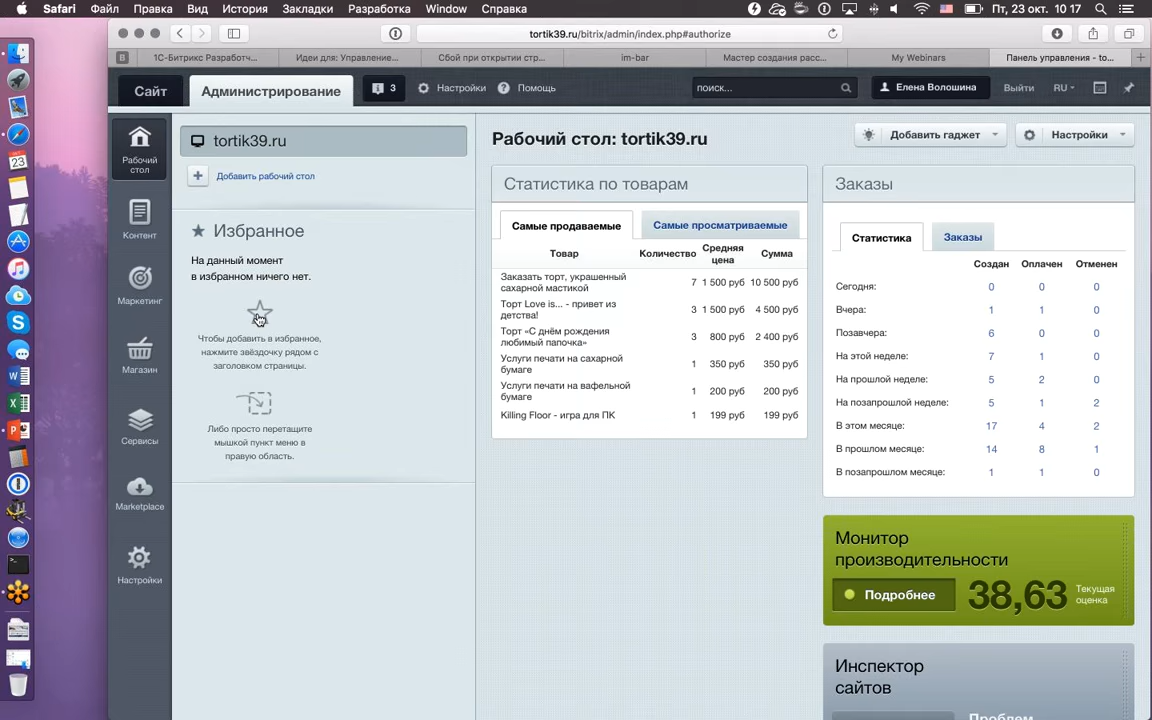 Safari Файл Правка Вид История Закладки Разработка Window Справка Пт, 23 окт. 10 17
tortik39.ru/bitrix/admin/index.php#authorize
1С-Битрикс Разработч... Идеи для: Управление... Сбой при открытии стр... im-bar Мастер создания расс... My Webinars Панель управления - to...
Сайт Администрирование 3 Настройки Помощь поиск... Елена Волошина Выйти RU
Рабочий стол
Контент
Маркетинг
Магазин
Сервисы
Marketplace
Настройки
tortik39.ru
Добавить рабочий стол
Избранное
На данный момент
в избранном ничего нет.
Чтобы добавить в избранное,
нажмите звёздочку рядом с
заголовком страницы.
Либо просто перетащите
мышкой пункт меню в
правую область.
Рабочий стол: tortik39.ru
Добавить гаджет Настройки
Статистика по товарам
Самые продаваемые Самые просматриваемые
Товар Количество Средняя цена Сумма
Заказать торт, украшенный сахарной мастикой 7 1 500 руб 10 500 руб
Торт Love is... - привет из детства! 3 1 500 руб 4 500 руб
Торт «С днём рождения любимый папочка» 3 800 руб 2 400 руб
Услуги печати на сахарной бумаге 1 350 руб 350 руб
Услуги печати на вафельной бумаге 1 200 руб 200 руб
Killing Floor - игра для ПК 1 199 руб 199 руб
Заказы
Статистика Заказы
Создан Оплачен Отменен
Сегодня: 0 0 0
Вчера: 1 1 0
Позавчера: 6 0 0
На этой неделе: 7 1 0
На прошлой неделе: 5 2 0
На позапрошлой неделе: 5 1 2
В этом месяце: 17 4 2
В прошлом месяце: 14 8 1
В позапрошлом месяце: 1 1 0
Монитор
производительности
Подробнее 38,63 Текущая оценка
Инспектор
сайтов
Проблем